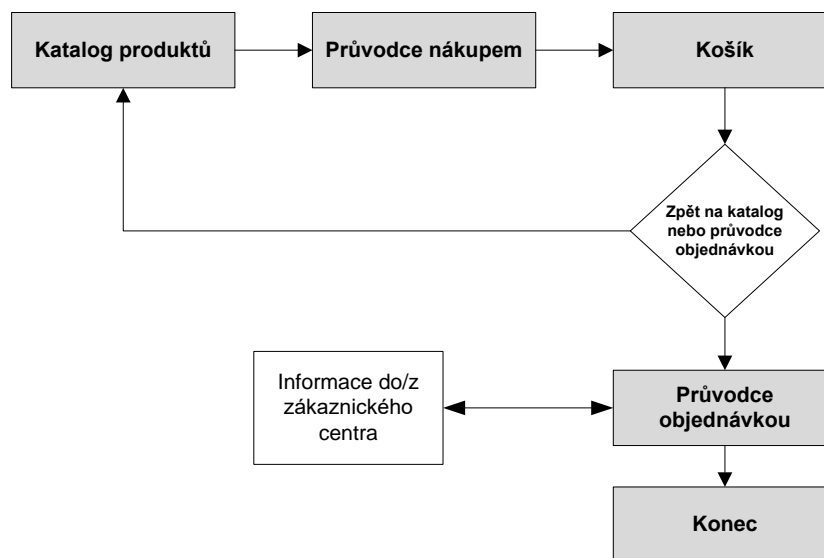 Katalog produktů
Průvodce nákupem
Košík
Zpět na katalog
nebo průvodce
objednávkou
Informace do/z
zákaznického
centra
Průvodce
objednávkou
Konec